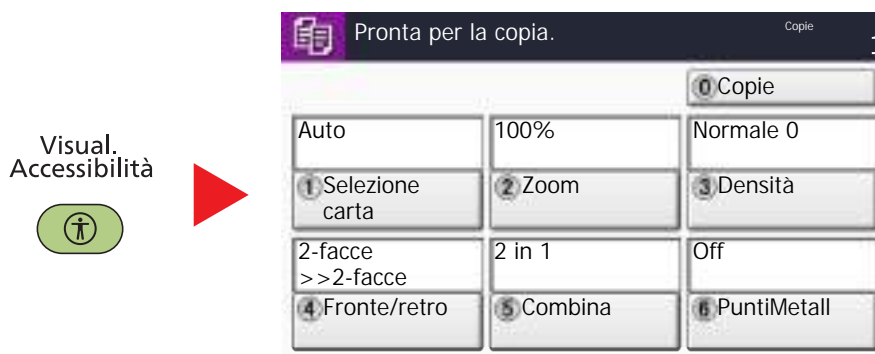 Pronta per la copia.
Copie
Visual.
Accessibilità
0 Copie
Auto
100%
Normale 0
1 Selezione
carta
2 Zoom
3 Densità
2-facce
>>2-facce
2 in 1
Off
4 Fronte/retro
5 Combina
6 PuntiMetall